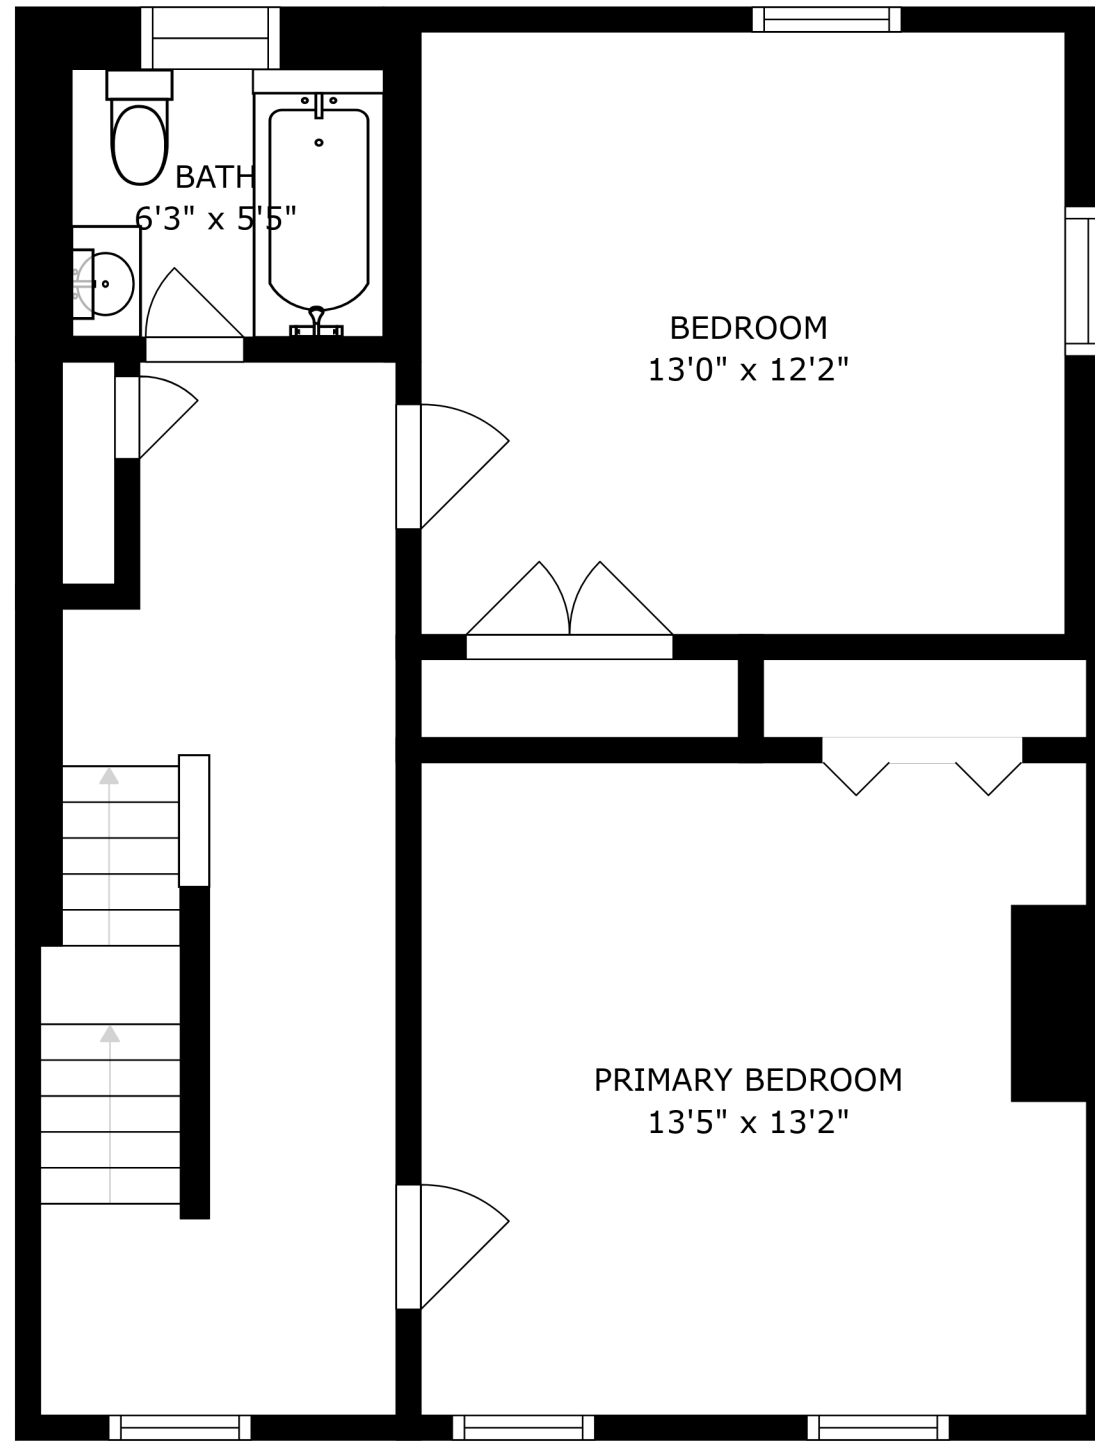 BATH
6'3" x 5'5"
BEDROOM
13'0" x 12'2"
PRIMARY BEDROOM
13'5" x 13'2"